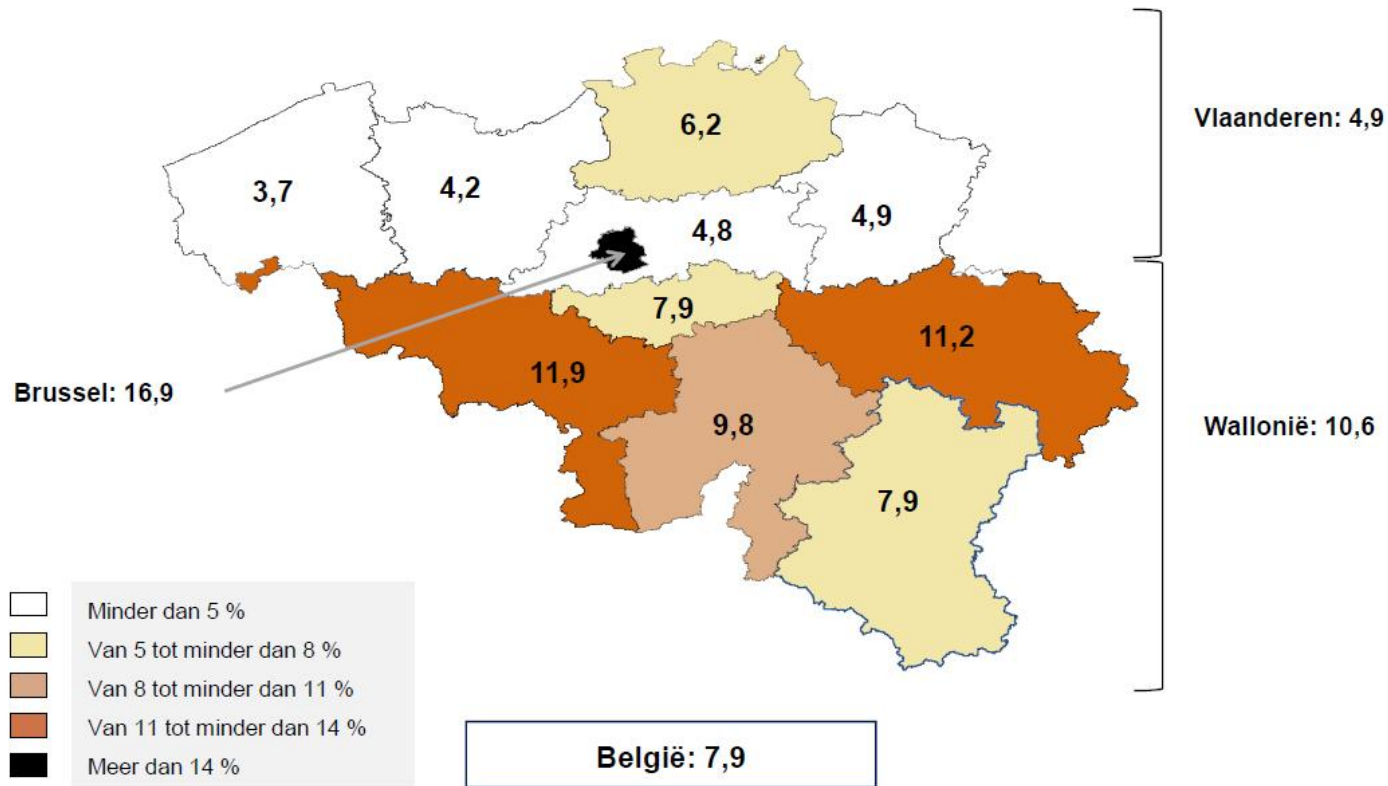 6,2
Vlaanderen: 4,9
3,7
4,2
4,9
4,8
7,9
11,2
11,9
Brussel: 16,9
9,8
Wallonië: 10,6
7,9
Minder dan 5 %
Van 5 tot minder dan 8 %
Van 8 tot minder dan 11 %
Van 11 tot minder dan 14 %
Meer dan 14 %
België: 7,9